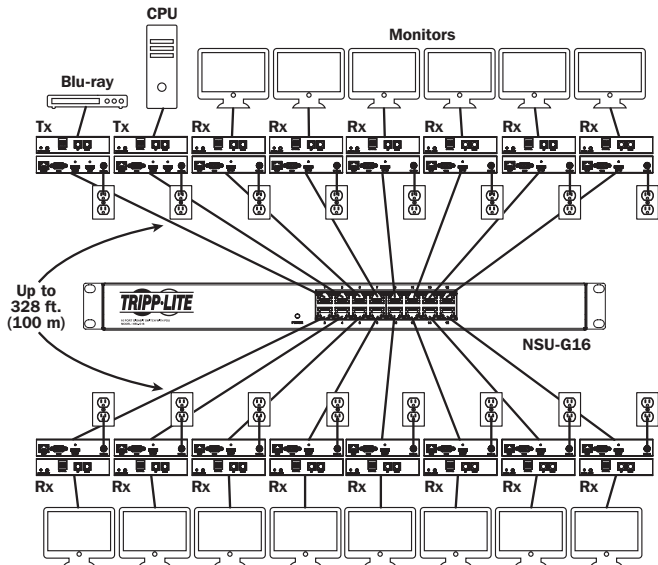 CPU
Monitors
Blu-ray
Tx Tx Rx Rx Rx Rx Rx Rx
Up to
328 ft.
(100 m)
TRIPP·LITE
NSU-G16
Rx Rx Rx Rx Rx Rx Rx Rx